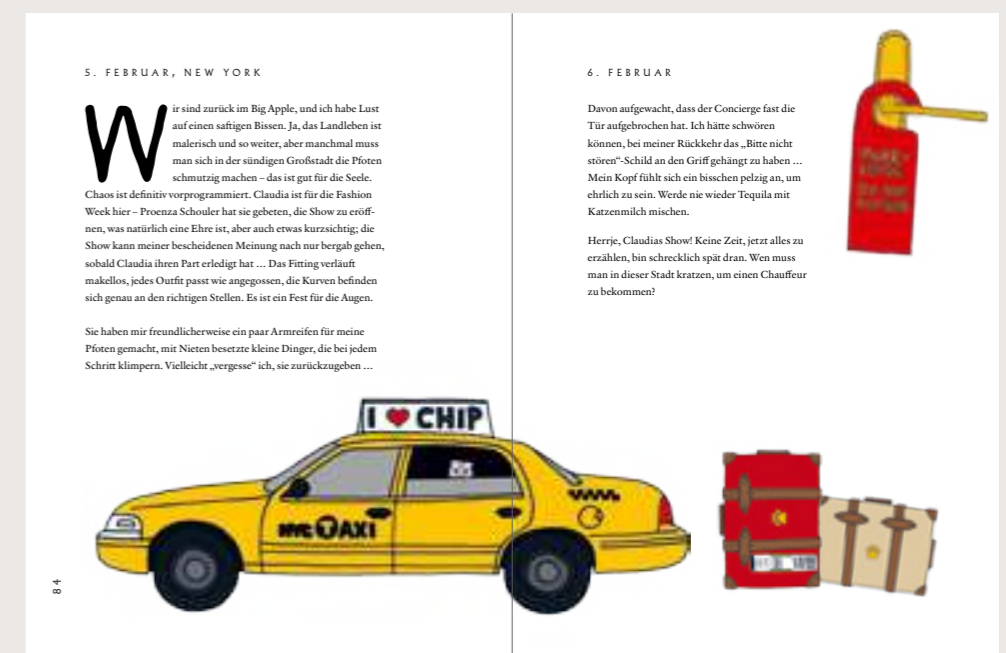 5. FEBRUAR, NEW YORK
Wir sind zurück im Big Apple, und ich habe Lust
auf einen saftigen Bissen. Ja, das Landleben ist
malerisch und so weiter, aber manchmal muss
man sich in der sündigen Großstadt die Pfoten
schmutzig machen – das ist gut für die Seele.
Chaos ist definitiv vorprogrammiert. Claudia ist für die Fashion
Week hier – Proenza Schouler hat sie gebeten, die Show zu eröff-
nen, was natürlich eine Ehre ist, aber auch etwas kurzsichtig; die
Show kann meiner bescheidenen Meinung nach nur bergab gehen,
sobald Claudia ihren Part erledigt hat … Das Fitting verläuft
makellos, jedes Outfit passt wie angegossen, die Kurven befinden
sich genau an den richtigen Stellen. Es ist ein Fest für die Augen.
Sie haben mir freundlicherweise ein paar Armreifen für meine
Pfoten gemacht, mit Nieten besetzte kleine Dinger, die bei jedem
Schritt klimpern. Vielleicht „vergesse“ ich, sie zurückzugeben …
I ♥ CHIP
NYC TAXI
84
6. FEBRUAR
Davon aufgewacht, dass der Concierge fast die
Tür aufgebrochen hat. Ich hätte schwören
können, bei meiner Rückkehr das „Bitte nicht
stören“-Schild an den Griff gehängt zu haben …
Mein Kopf fühlt sich ein bisschen pelzig an, um
ehrlich zu sein. Werde nie wieder Tequila mit
Katzenmilch mischen.
Herrje, Claudias Show! Keine Zeit, jetzt alles zu
erzählen, bin schrecklich spät dran. Wen muss
man in dieser Stadt kratzen, um einen Chauffeur
zu bekommen?